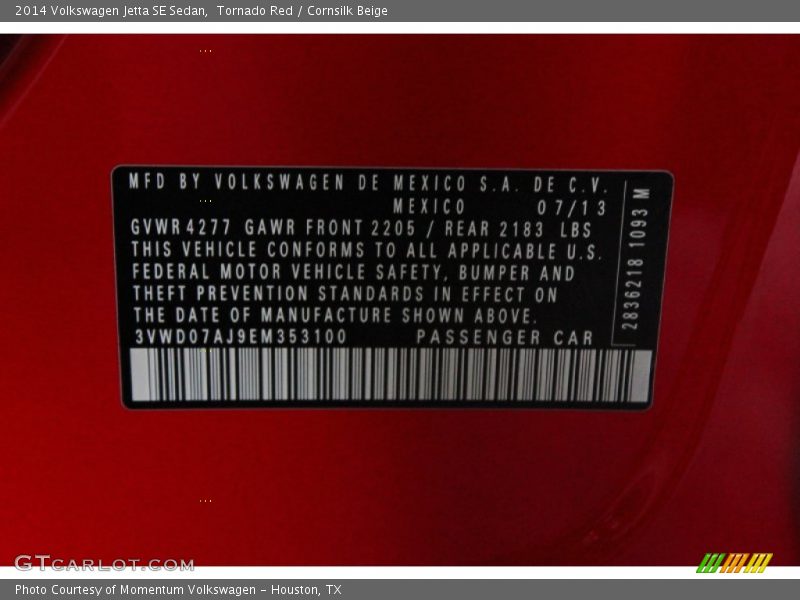 2014 Volkswagen Jetta SE Sedan,  Tornado Red / Cornsilk Beige
MFD BY VOLKSWAGEN DE MEXICO S.A. DE C.V.
MEXICO 07/13
GVWR 4277 GAWR FRONT 2205 / REAR 2183 LBS
THIS VEHICLE CONFORMS TO ALL APPLICABLE U.S.
FEDERAL MOTOR VEHICLE SAFETY, BUMPER AND
THEFT PREVENTION STANDARDS IN EFFECT ON
THE DATE OF MANUFACTURE SHOWN ABOVE.
3VWD07AJ9EM353100 PASSENGER CAR
2836218 1093 M
GTCARLOT.COM
Photo Courtesy of Momentum Volkswagen - Houston, TX